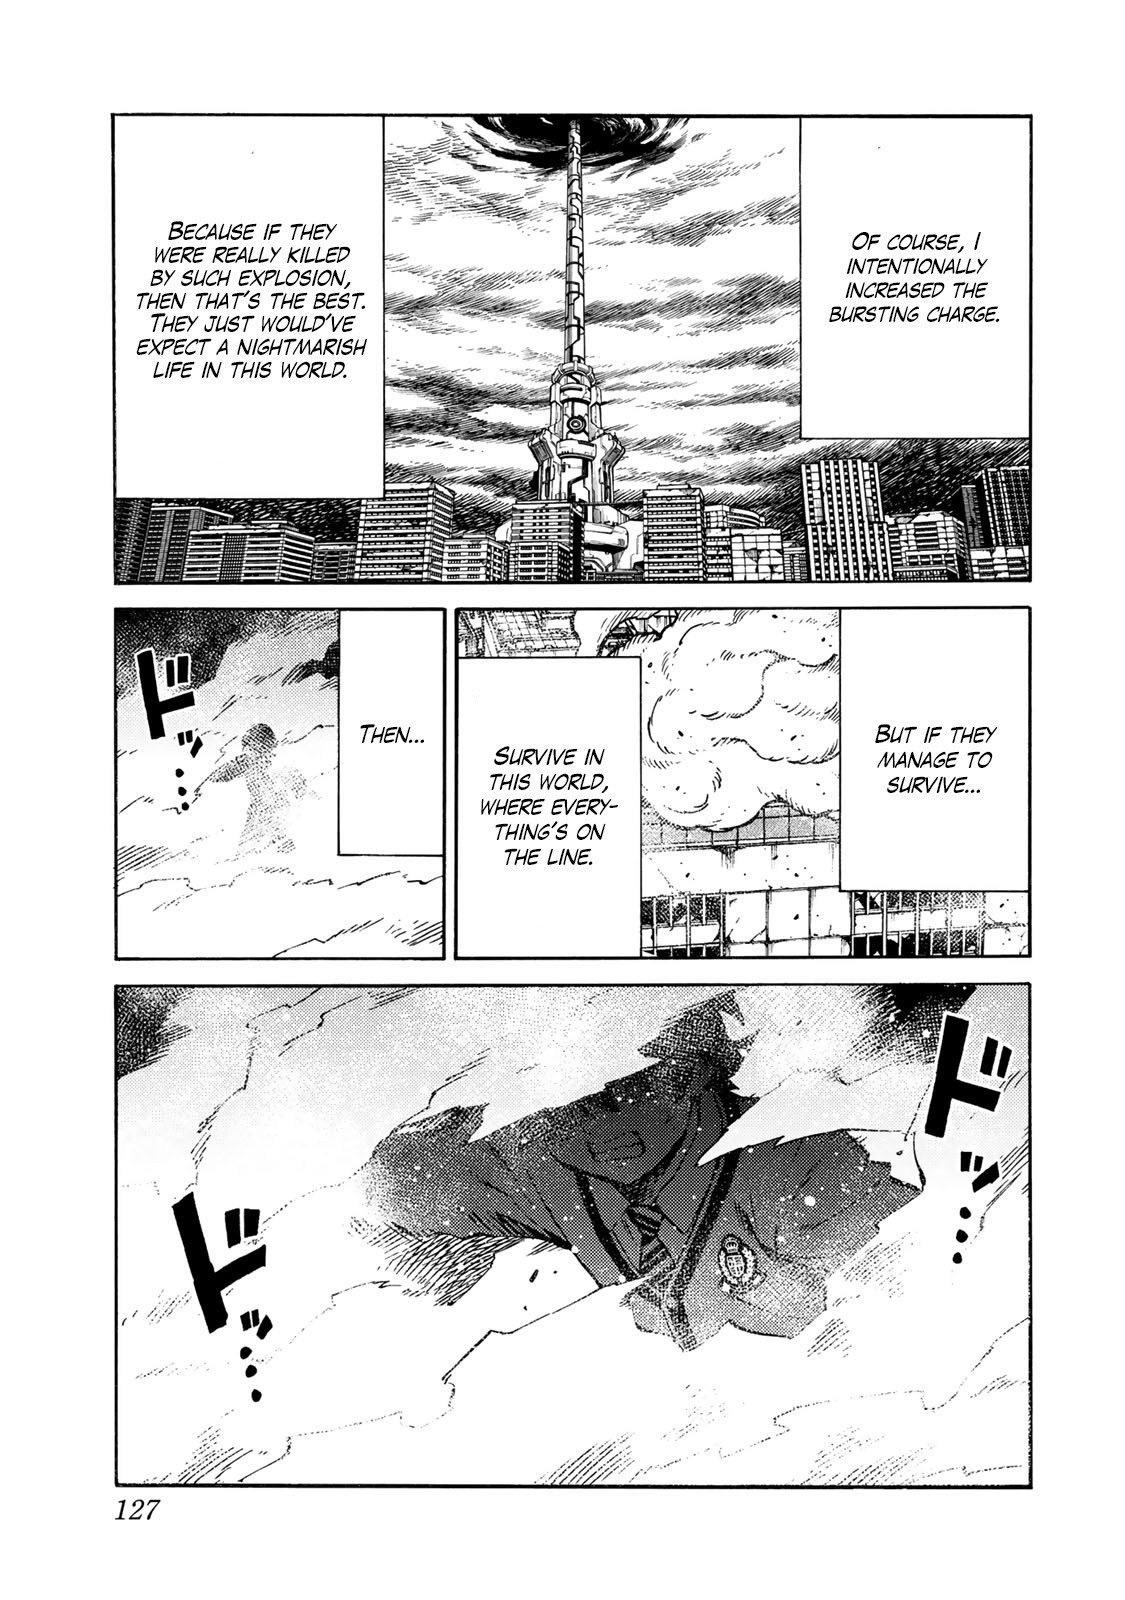 OF COURSE, I
INTENTIONALLY
INCREASED THE
BURSTING CHARGE.
BECAUSE IF THEY
WERE REALLY KILLED
BY SUCH EXPLOSION,
THEN THAT'S THE BEST.
THEY JUST WOULD'VE
EXPECT A NIGHTMARISH
LIFE IN THIS WORLD.
BUT IF THEY
MANAGE TO
SURVIVE...
SURVIVE IN
THIS WORLD,
WHERE EVERY-
THING'S ON
THE LINE.
THEN...
ドッ...
ドッ...
ド...
127